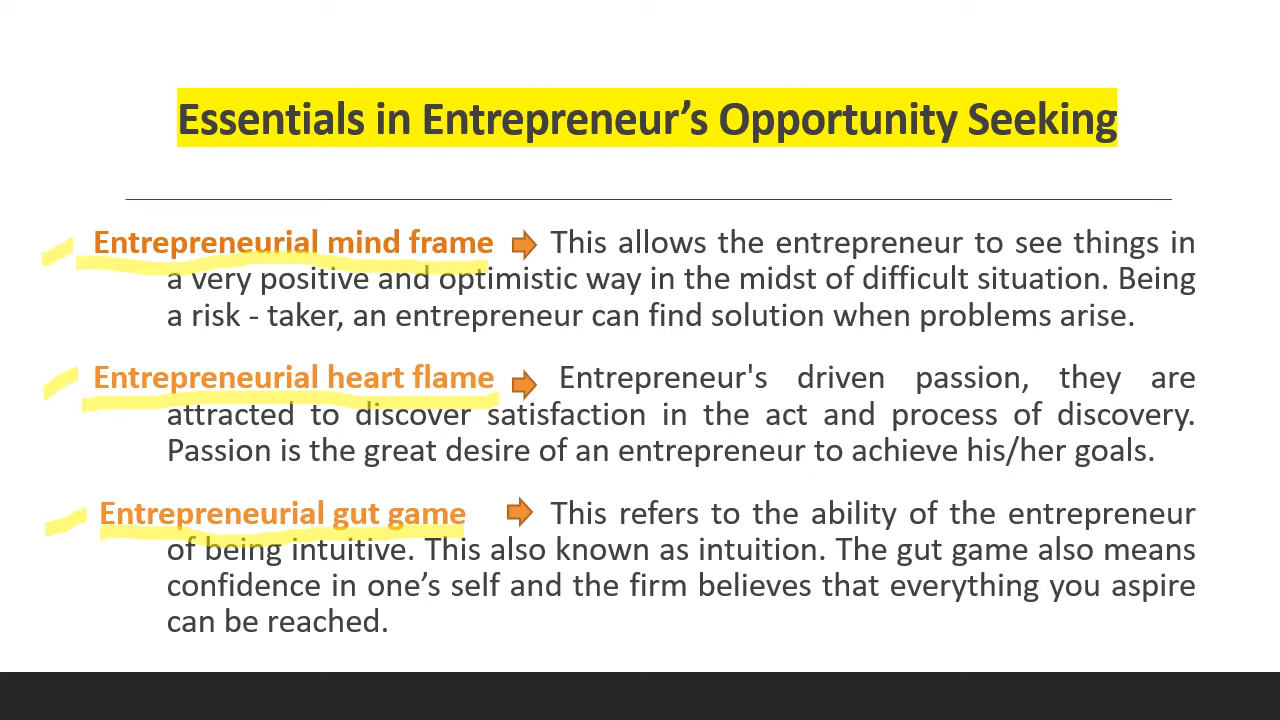 Essentials in Entrepreneur’s Opportunity Seeking
Entrepreneurial mind frame This allows the entrepreneur to see things in
a very positive and optimistic way in the midst of difficult situation. Being
a risk - taker, an entrepreneur can find solution when problems arise.
Entrepreneurial heart flame Entrepreneur's driven passion, they are
attracted to discover satisfaction in the act and process of discovery.
Passion is the great desire of an entrepreneur to achieve his/her goals.
Entrepreneurial gut game This refers to the ability of the entrepreneur
of being intuitive. This also known as intuition. The gut game also means
confidence in one’s self and the firm believes that everything you aspire
can be reached.